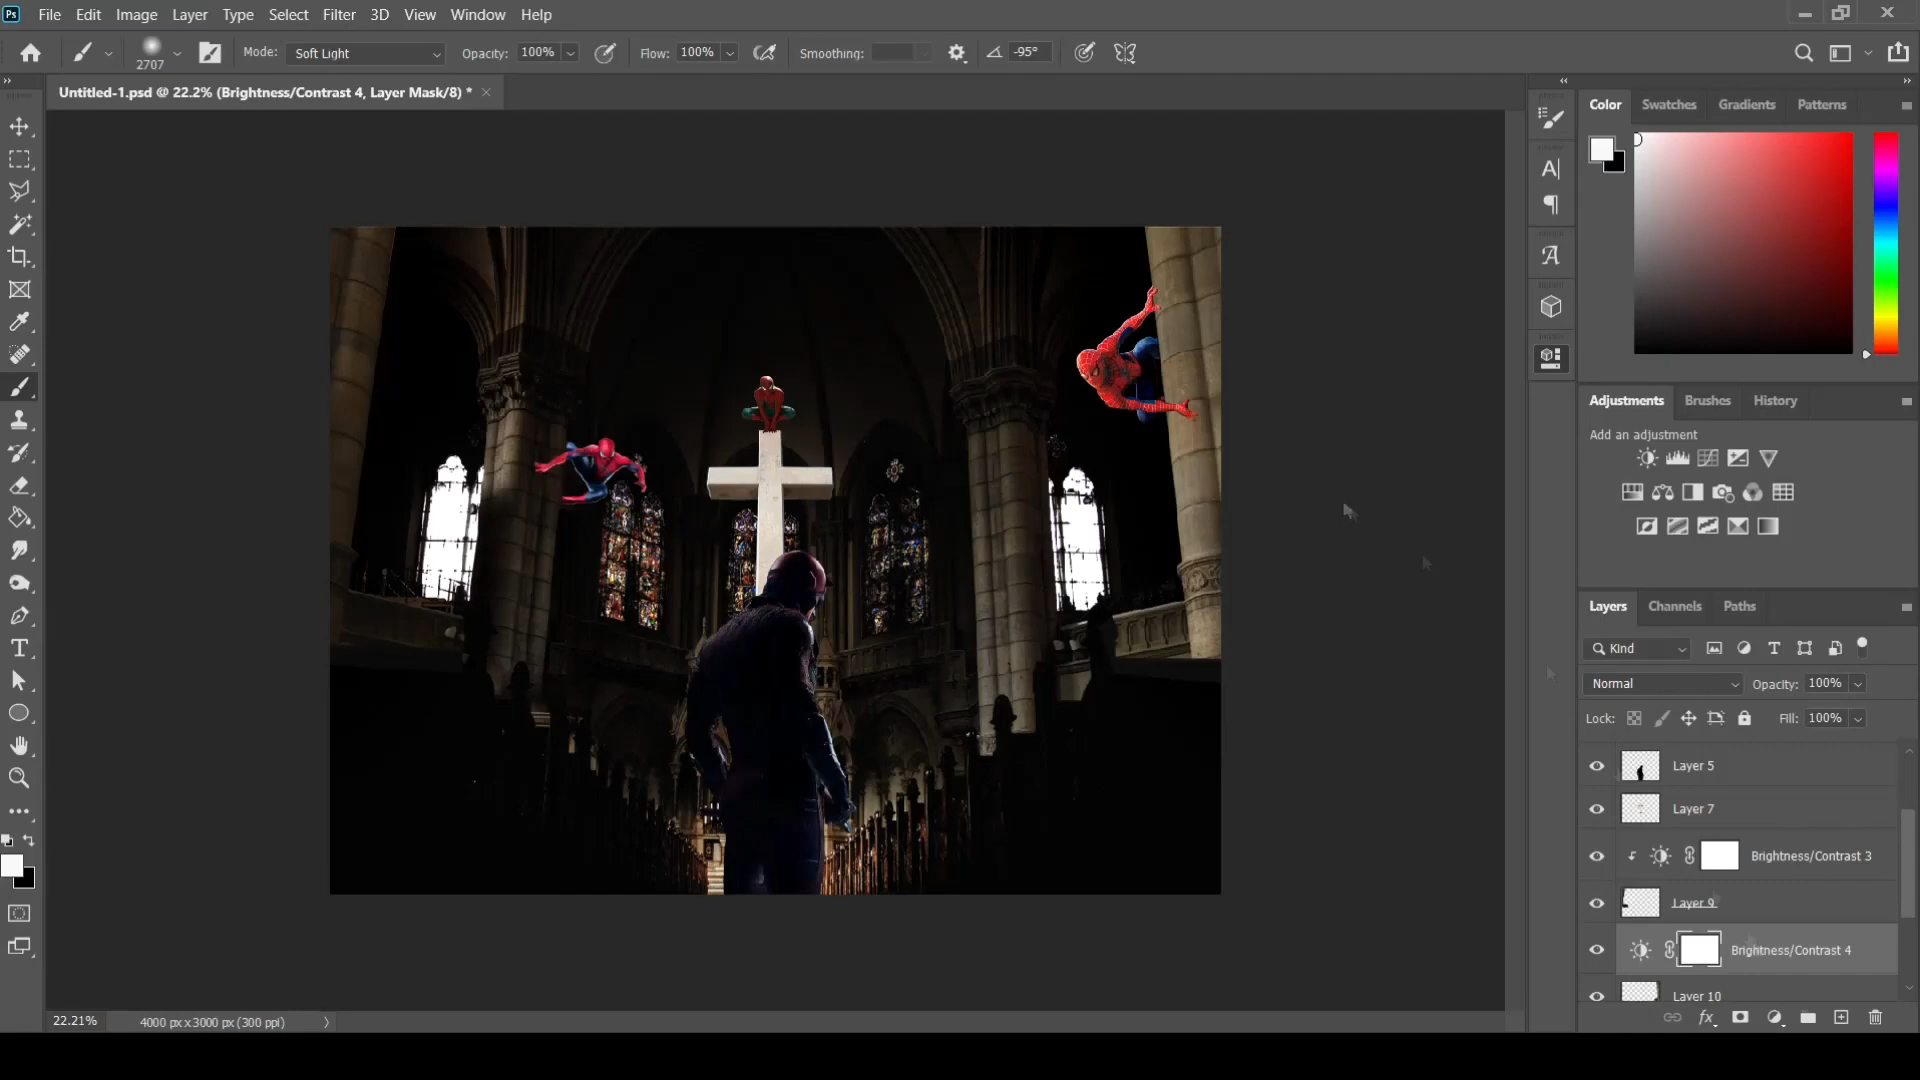 Ps File Edit Image Layer Type Select Filter 3D View Window Help
2707 Mode: Soft Light Opacity: 100% Flow: 100% Smoothing: -95°
Untitled-1.psd @ 22.2% (Brightness/Contrast 4, Layer Mask/8) *
Color Swatches Gradients Patterns
Adjustments Brushes History
Add an adjustment
Layers Channels Paths
Kind
Normal Opacity: 100%
Lock: Fill: 100%
Layer 5
Layer 7
Brightness/Contrast 3
Layer 9
Brightness/Contrast 4
Layer 10
fx
22.21% 4000 px x 3000 px (300 ppi)